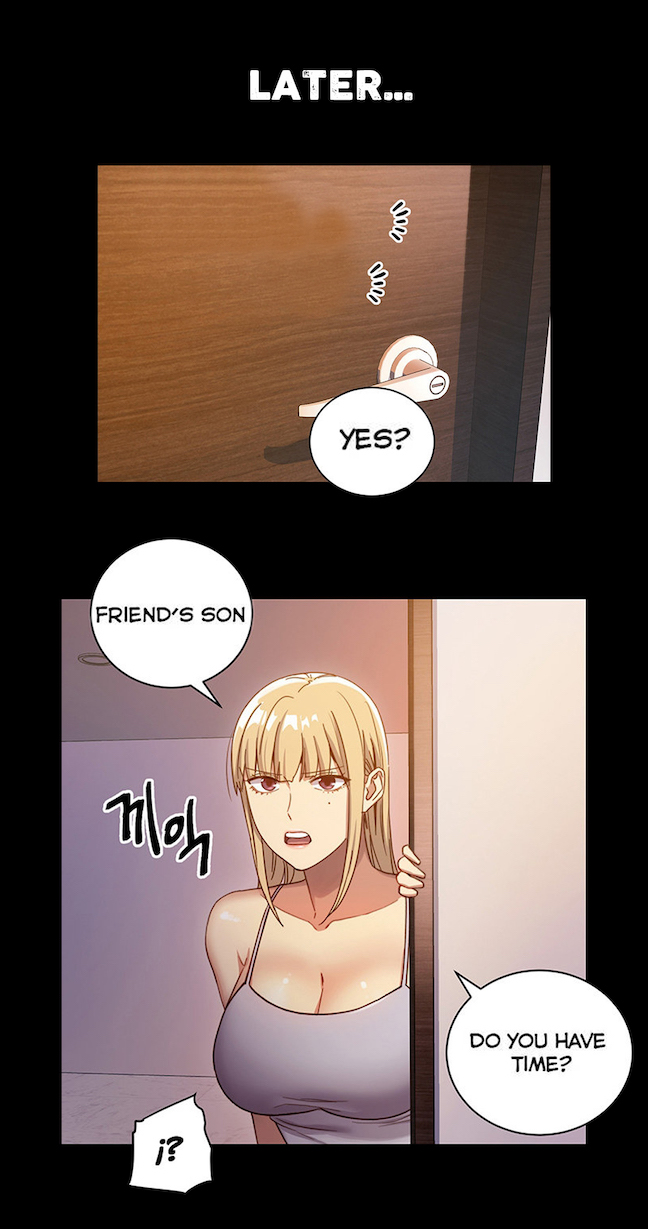 LATER...
YES?
FRIEND'S SON
끼익
DO YOU HAVE
TIME?
¡?